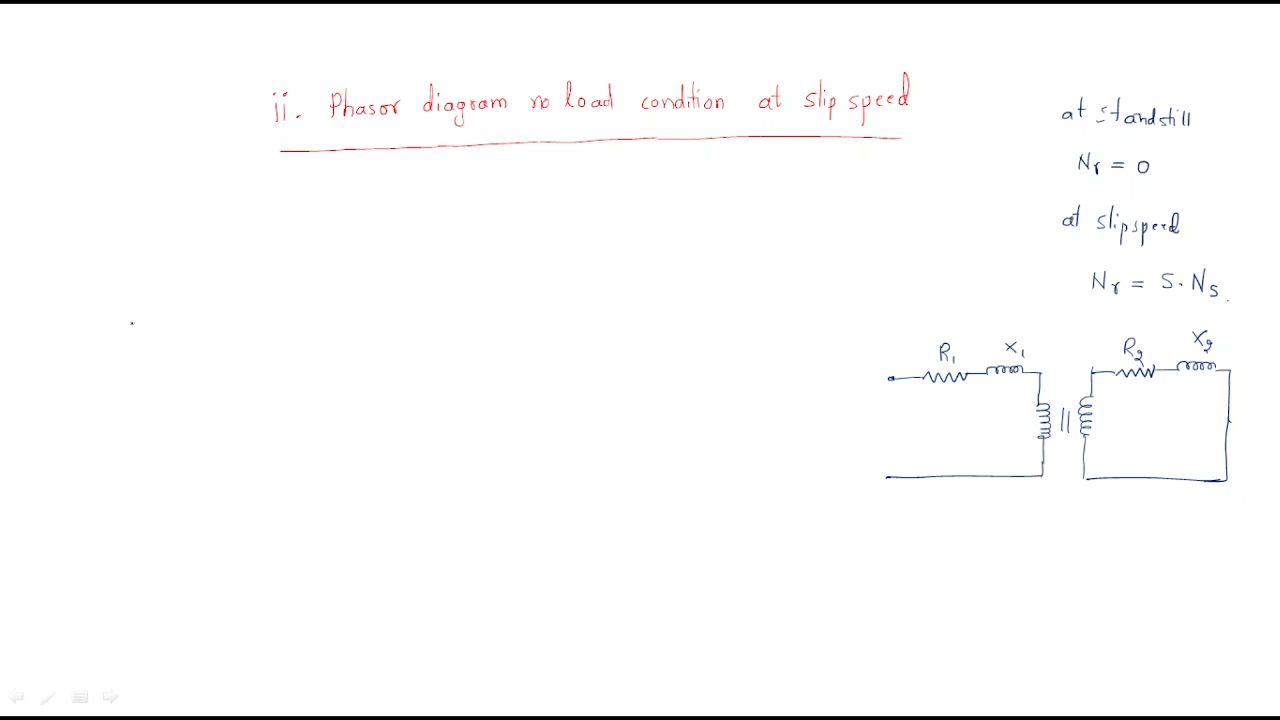 ii. Phasor diagram no load condition at slip speed
at standstill
Nr = 0
at slipspeed
Nr = S. Ns
R1 X1 R2 X2